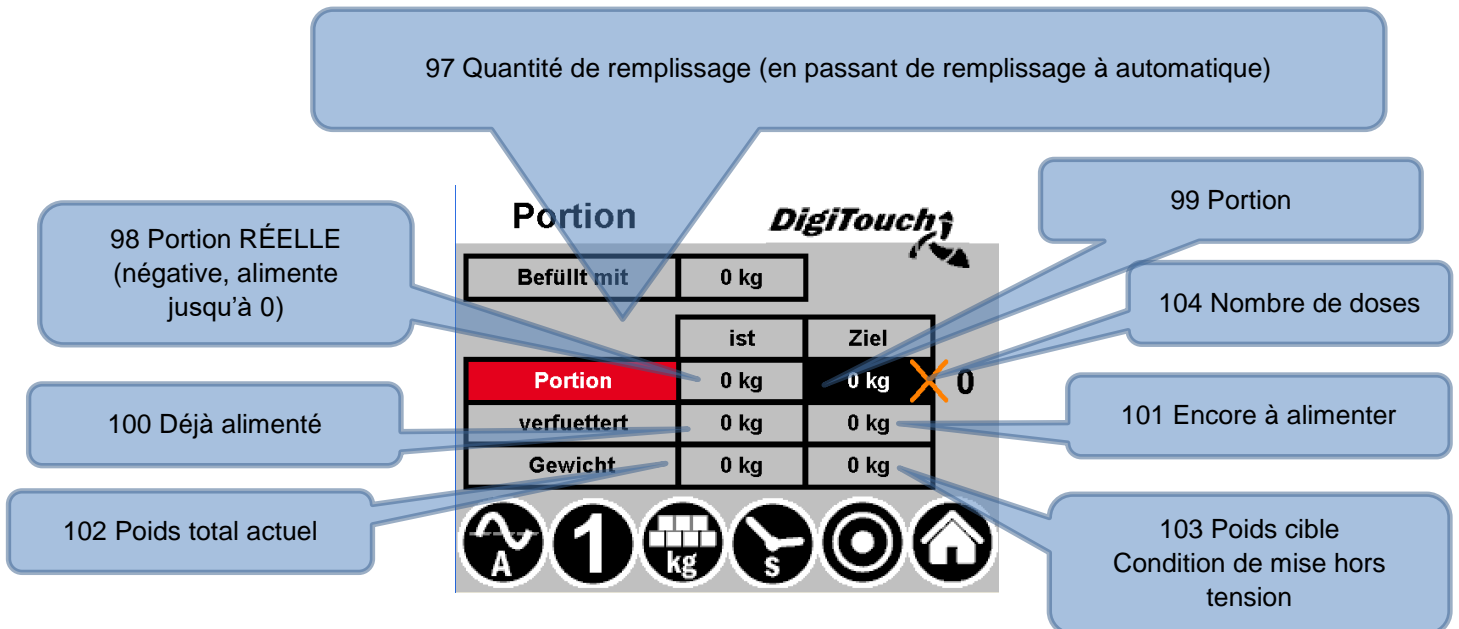 97 Quantité de remplissage (en passant de remplissage à automatique)
98 Portion RÉELLE
(négative, alimente
jusqu'à 0)
99 Portion
104 Nombre de doses
100 Déjà alimenté
101 Encore à alimenter
102 Poids total actuel
103 Poids cible
Condition de mise hors
tension
Portion
DigiTouch
Befüllt mit 0 kg
ist Ziel
Portion 0 kg 0 kg 0
verfuettert 0 kg 0 kg
Gewicht 0 kg 0 kg
A 1 kg s